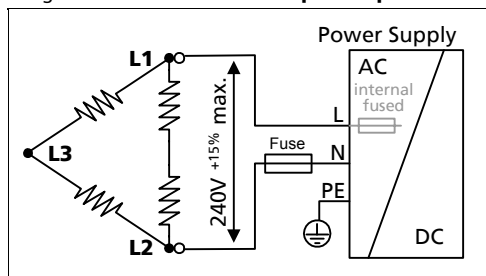 Power Supply
L1
AC
internal
fused
240V +15% max.
L
Fuse
N
L3
PE
L2
DC